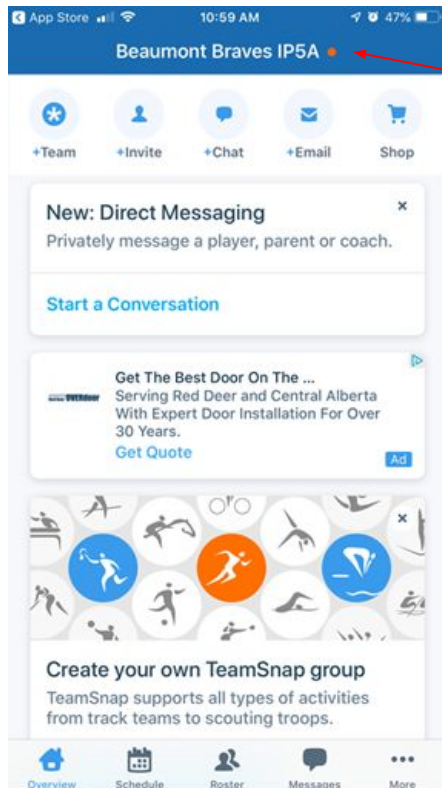 App Store 10:59 AM 47%
Beaumont Braves IP5A
+Team +Invite +Chat +Email Shop
New: Direct Messaging
Privately message a player, parent or coach.
Start a Conversation
Get The Best Door On The ...
Serving Red Deer and Central Alberta
With Expert Door Installation For Over
30 Years.
Get Quote
Ad
Create your own TeamSnap group
TeamSnap supports all types of activities
from track teams to scouting troops.
Overview Schedule Roster Messages More